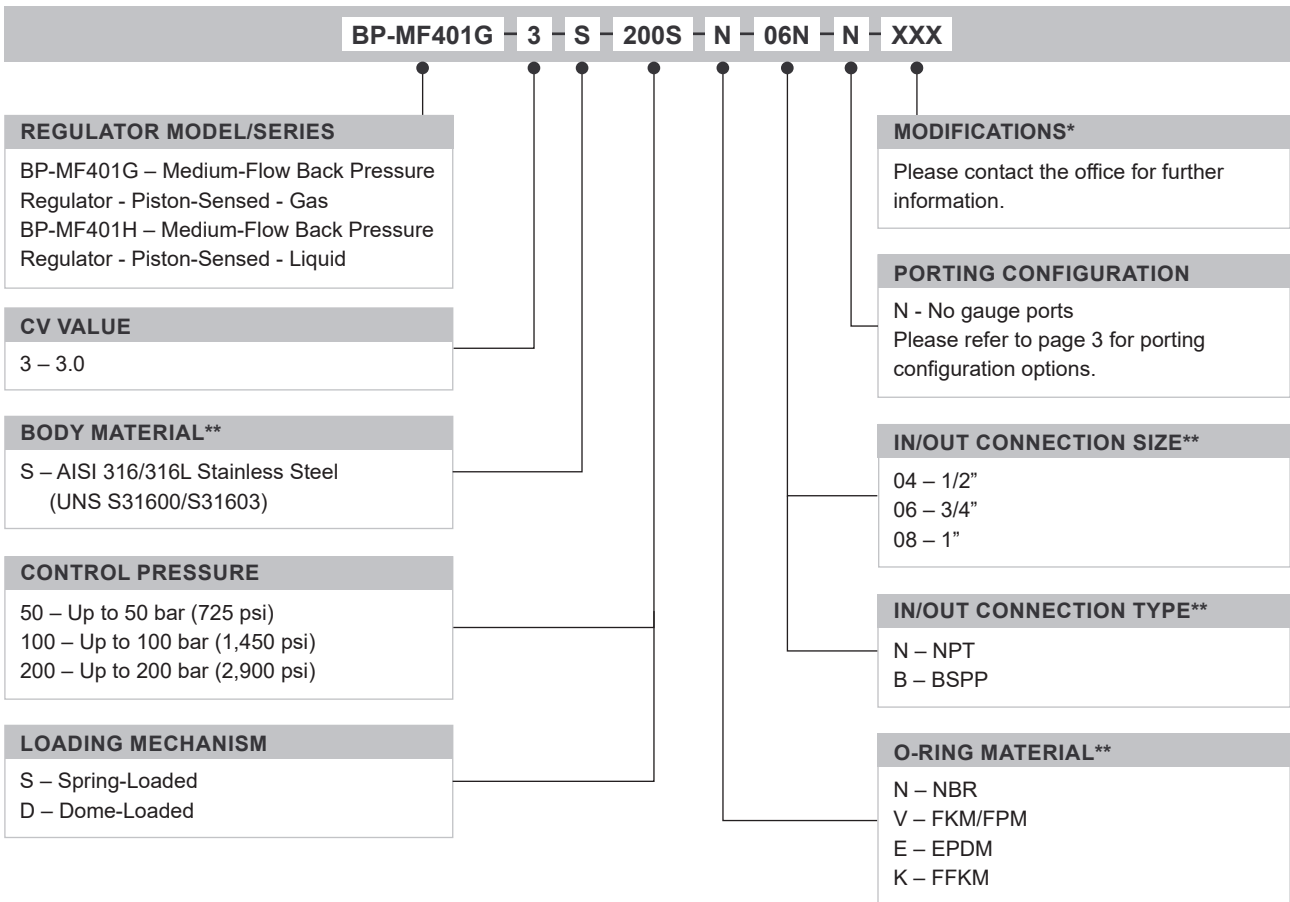 BP-MF401G - 3 - S - 200S - N - 06N - N - XXX
REGULATOR MODEL/SERIES
BP-MF401G – Medium-Flow Back Pressure
Regulator - Piston-Sensed - Gas
BP-MF401H – Medium-Flow Back Pressure
Regulator - Piston-Sensed - Liquid
CV VALUE
3 – 3.0
BODY MATERIAL**
S – AISI 316/316L Stainless Steel
(UNS S31600/S31603)
CONTROL PRESSURE
50 – Up to 50 bar (725 psi)
100 – Up to 100 bar (1,450 psi)
200 – Up to 200 bar (2,900 psi)
LOADING MECHANISM
S – Spring-Loaded
D – Dome-Loaded
MODIFICATIONS*
Please contact the office for further
information.
PORTING CONFIGURATION
N - No gauge ports
Please refer to page 3 for porting
configuration options.
IN/OUT CONNECTION SIZE**
04 – 1/2”
06 – 3/4”
08 – 1”
IN/OUT CONNECTION TYPE**
N – NPT
B – BSPP
O-RING MATERIAL**
N – NBR
V – FKM/FPM
E – EPDM
K – FFKM